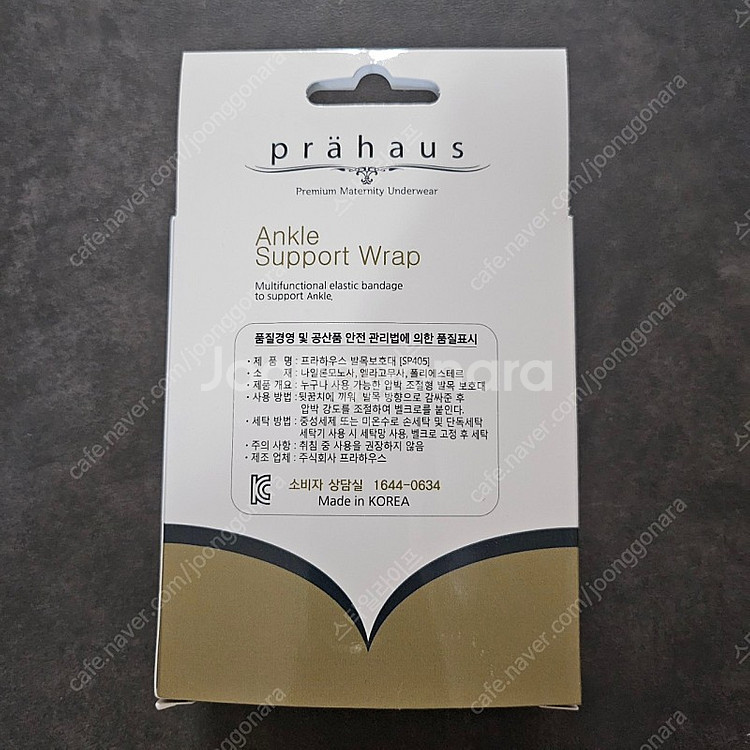 prähaus
Premium Maternity Underwear
Ankle
Support Wrap
Multifunctional elastic bandage
to support Ankle.
품질경영 및 공산품 안전 관리법에 의한 품질표시
· 제 품 명 : 프라하우스 발목보호대 [SP405]
· 소 재 : 나일론모노사, 엘라고무사, 폴리에스테르
· 제품 개요 : 누구나 사용 가능한 압박 조절형 발목 보호대
· 사용 방법 : 뒷꿈치에 끼워 발목 방향으로 감싸준 후
압박 강도를 조절하여 벨크로를 붙인다.
· 세탁 방법 : 중성세제 또는 미온수로 손세탁 및 단독세탁
세탁기 사용 시 세탁망 사용, 벨크로 고정 후 세탁
· 주의 사항 : 취침 중 사용을 권장하지 않음
· 제조 업체 : 주식회사 프라하우스
소비자 상담실 1644-0634
Made in KOREA
Joonggonara
cafe.naver.com/joonggonara